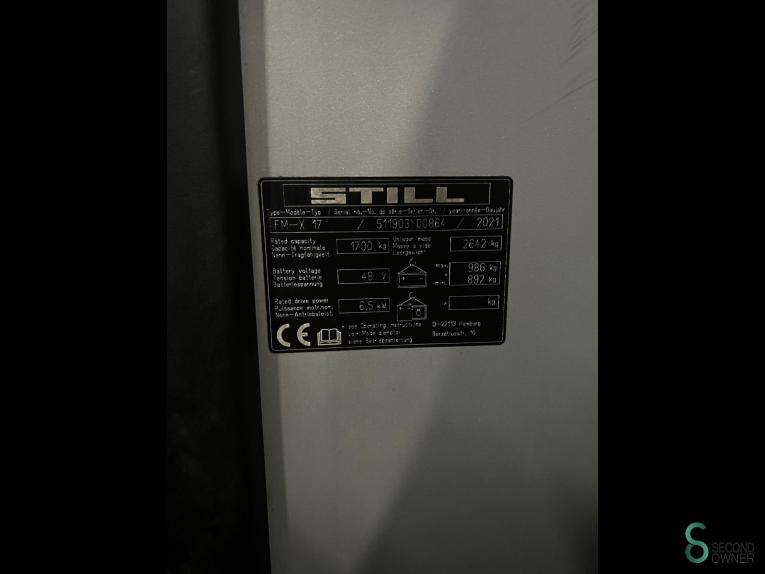 STILL
Type-Modèle-Typ / Serial no.-No. de série-Serien-Nr. / year-année-Baujahr
FM-X 17 / 511903Y00864 / 2021
Rated capacity
Capacité nominale
Nenn-Tragfähigkeit
1700 kg
Unladen mass
Masse à vide
Leergewicht
2642 kg
Battery voltage
Tension batterie
Batteriespannung
48 V
max. 986 kg
min. 892 kg
Rated drive power
Puissance motr.nom.
Nenn-Antriebsleist.
6,5 kW
* kg
CE
* see Operating instructions
voir Mode d'emploi
siehe Betriebsanleitung
D-22113 Hamburg
Berzeliusstr. 10
SECOND
OWNER